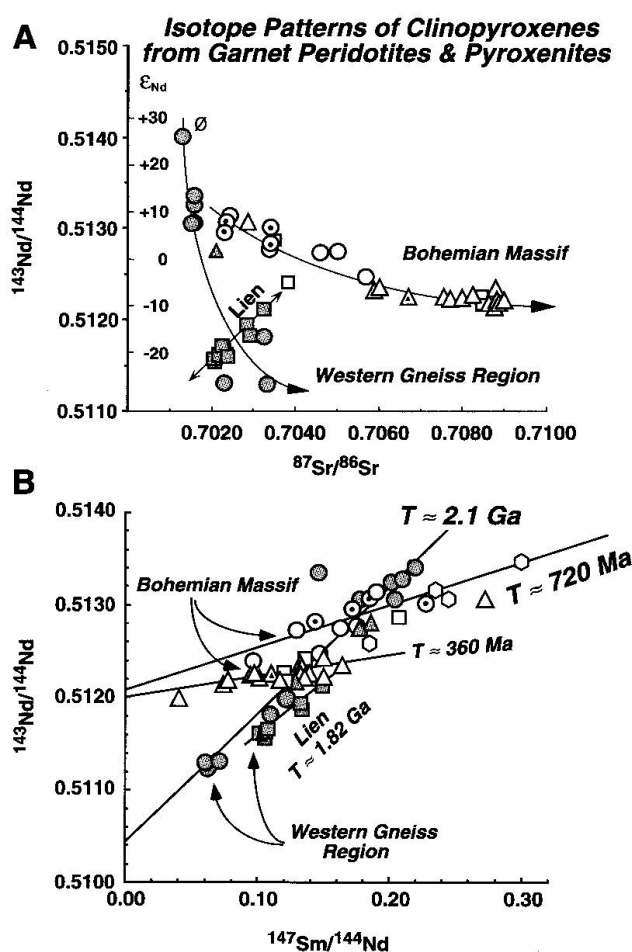 A
Isotope Patterns of Clinopyroxenes
from Garnet Peridotites & Pyroxenites
0.5150
0.5140
0.5130
0.5120
0.5110
143Nd/144Nd
εNd
+30
+20
+10
0
-10
-20
Ø
Bohemian Massif
Lien
Western Gneiss Region
0.702
0.704
0.706
0.708
0.7100
87Sr/86Sr
B
0.5140
0.5130
0.5120
0.5110
0.5100
143Nd/144Nd
T ≈ 2.1 Ga
Bohemian Massif
T ≈ 720 Ma
T ≈ 360 Ma
Lien
T ≈ 1.82 Ga
Western Gneiss
Region
0.00
0.10
0.20
0.30
147Sm/144Nd